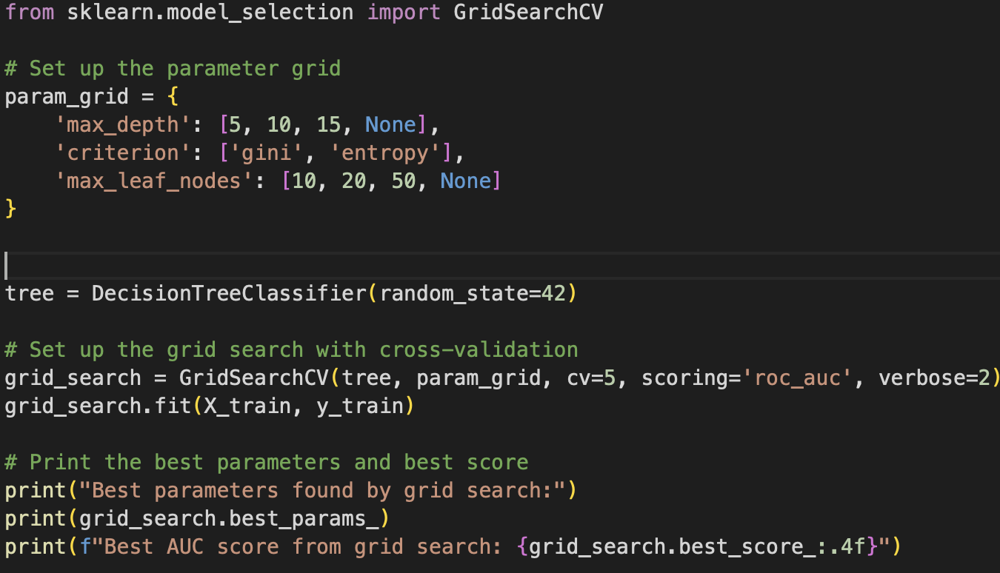 from sklearn.model_selection import GridSearchCV
# Set up the parameter grid
param_grid = {
    'max_depth': [5, 10, 15, None],
    'criterion': ['gini', 'entropy'],
    'max_leaf_nodes': [10, 20, 50, None]
}
tree = DecisionTreeClassifier(random_state=42)
# Set up the grid search with cross-validation
grid_search = GridSearchCV(tree, param_grid, cv=5, scoring='roc_auc', verbose=2)
grid_search.fit(X_train, y_train)
# Print the best parameters and best score
print("Best parameters found by grid search:")
print(grid_search.best_params_)
print(f"Best AUC score from grid search: {grid_search.best_score_:.4f}")